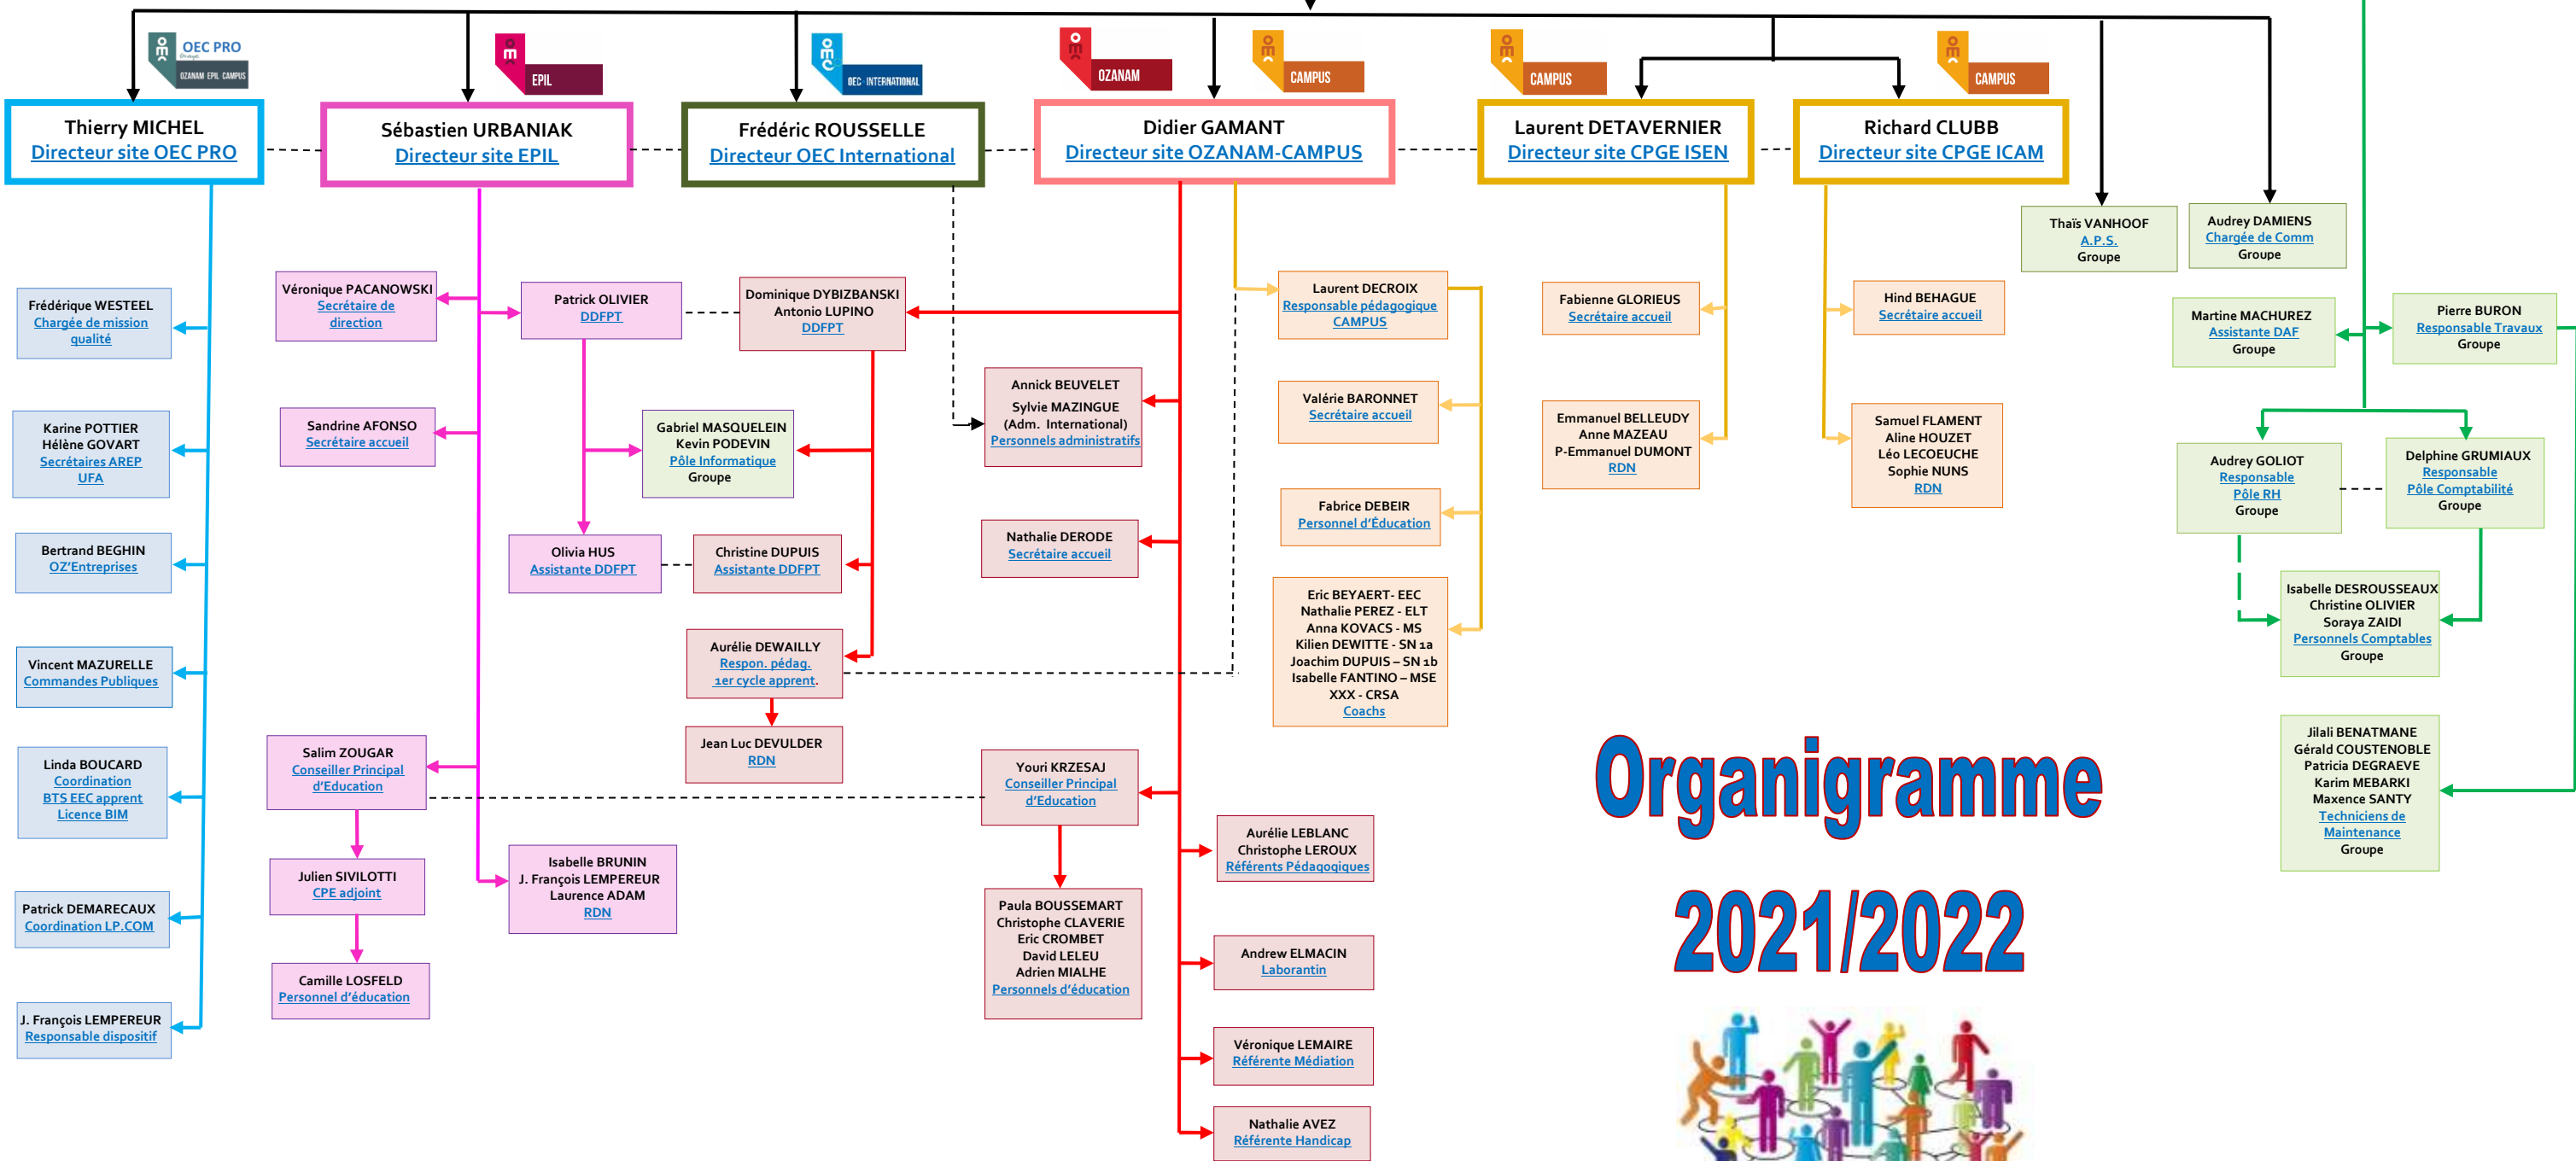 OEC PRO
Groupe
OZANAM EPIL CAMPUS
oec
EPIL
oec
OEC INTERNATIONAL
oec
OZANAM
oec
CAMPUS
oec
CAMPUS
oec
CAMPUS
oec
Thierry MICHEL
Directeur site OEC PRO
Sébastien URBANIAK
Directeur site EPIL
Frédéric ROUSSELLE
Directeur OEC International
Didier GAMANT
Directeur site OZANAM-CAMPUS
Laurent DETAVERNIER
Directeur site CPGE ISEN
Richard CLUBB
Directeur site CPGE ICAM
Thaïs VANHOOF
A.P.S.
Groupe
Audrey DAMIENS
Chargée de Comm
Groupe
Frédérique WESTEEL
Chargée de mission
qualité
Karine POTTIER
Hélène GOVART
Secrétaires AREP
UFA
Bertrand BEGHIN
OZ'Entreprises
Vincent MAZURELLE
Commandes Publiques
Linda BOUCARD
Coordination
BTS EEC apprent
Licence BIM
Patrick DEMARECAUX
Coordination LP.COM
J. François LEMPEREUR
Responsable dispositif
Véronique PACANOWSKI
Secrétaire de
direction
Sandrine AFONSO
Secrétaire accueil
Salim ZOUGAR
Conseiller Principal
d'Education
Julien SIVILOTTI
CPE adjoint
Camille LOSFELD
Personnel d'éducation
Patrick OLIVIER
DDFPT
Gabriel MASQUELEIN
Kevin PODEVIN
Pôle Informatique
Groupe
Olivia HUS
Assistante DDFPT
Isabelle BRUNIN
J. François LEMPEREUR
Laurence ADAM
RDN
Dominique DYBIZBANSKI
Antonio LUPINO
DDFPT
Christine DUPUIS
Assistante DDFPT
Aurélie DEWAILLY
Respon. pédag.
1er cycle apprent.
Jean Luc DEVULDER
RDN
Annick BEUVELET
Sylvie MAZINGUE
(Adm. International)
Personnels administratifs
Nathalie DERODE
Secrétaire accueil
Youri KRZESAJ
Conseiller Principal
d'Education
Paula BOUSSEMART
Christophe CLAVERIE
Eric CROMBET
David LELEU
Adrien MIALHE
Personnels d'éducation
Aurélie LEBLANC
Christophe LEROUX
Référents Pédagogiques
Andrew ELMACIN
Laborantin
Véronique LEMAIRE
Référente Médiation
Nathalie AVEZ
Référente Handicap
Laurent DECROIX
Responsable pédagogique
CAMPUS
Valérie BARONNET
Secrétaire accueil
Fabrice DEBEIR
Personnel d'Éducation
Eric BEYAERT- EEC
Nathalie PEREZ - ELT
Anna KOVACS - MS
Kilien DEWITTE - SN 1a
Joachim DUPUIS – SN 1b
Isabelle FANTINO – MSE
XXX - CRSA
Coachs
Fabienne GLORIEUS
Secrétaire accueil
Emmanuel BELLEUDY
Anne MAZEAU
P-Emmanuel DUMONT
RDN
Hind BEHAGUE
Secrétaire accueil
Samuel FLAMENT
Aline HOUZET
Léo LECOEUCHE
Sophie NUNS
RDN
Martine MACHUREZ
Assistante DAF
Groupe
Pierre BURON
Responsable Travaux
Groupe
Audrey GOLIOT
Responsable
Pôle RH
Groupe
Delphine GRUMIAUX
Responsable
Pôle Comptabilité
Groupe
Isabelle DESROUSSEAUX
Christine OLIVIER
Soraya ZAIDI
Personnels Comptables
Groupe
Jilali BENATMANE
Gérald COUSTENOBLE
Patricia DEGRAEVE
Karim MEBARKI
Maxence SANTY
Techniciens de
Maintenance
Groupe
Organigramme
2021/2022